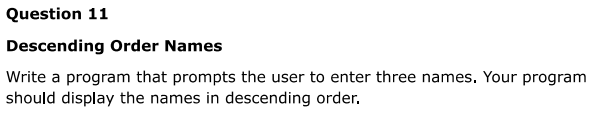 Question 11
Descending Order Names
Write a program that prompts the user to enter three names. Your program
should display the names in descending order.